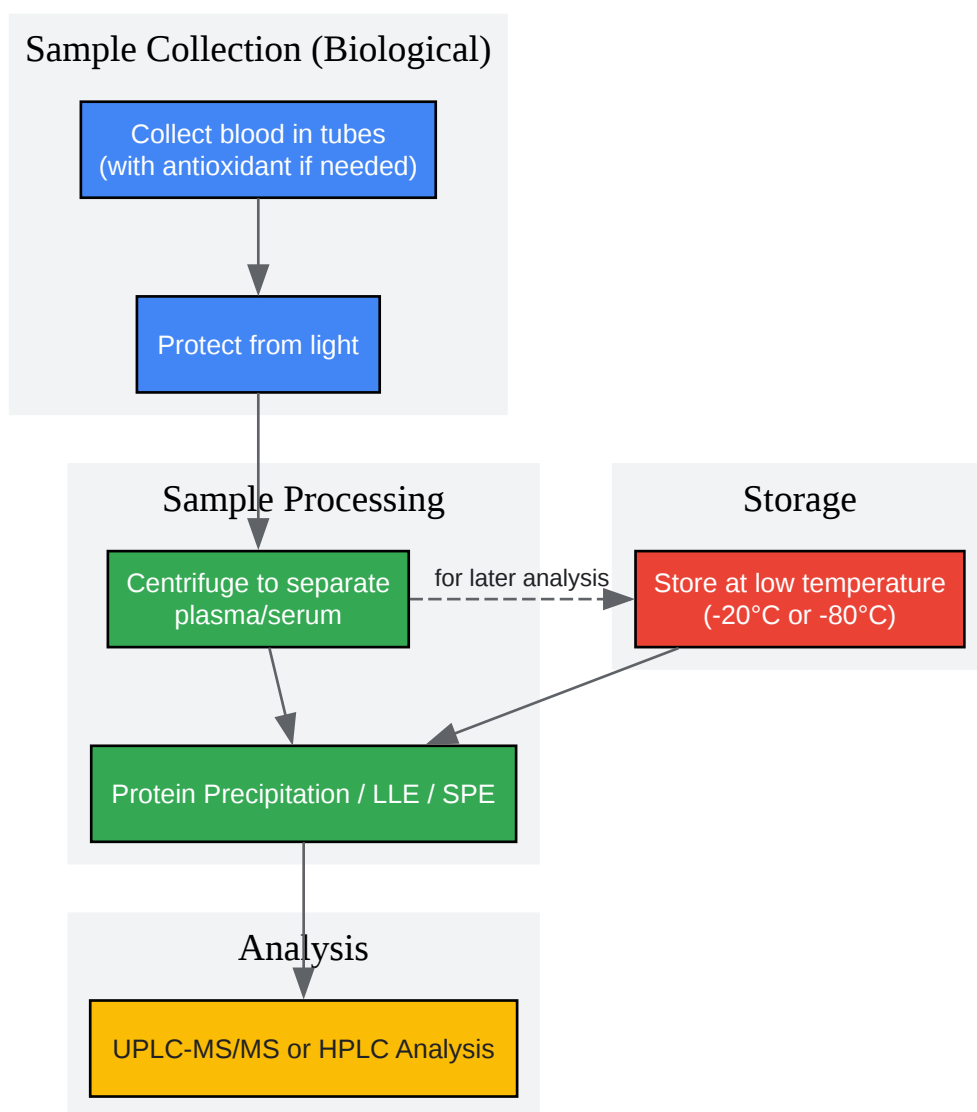 Sample Collection (Biological)
Collect blood in tubes
(with antioxidant if needed)
Protect from light
Sample Processing
Storage
Centrifuge to separate
plasma/serum
for later analysis
Store at low temperature
(-20°C or -80°C)
Protein Precipitation / LLE / SPE
Analysis
UPLC-MS/MS or HPLC Analysis